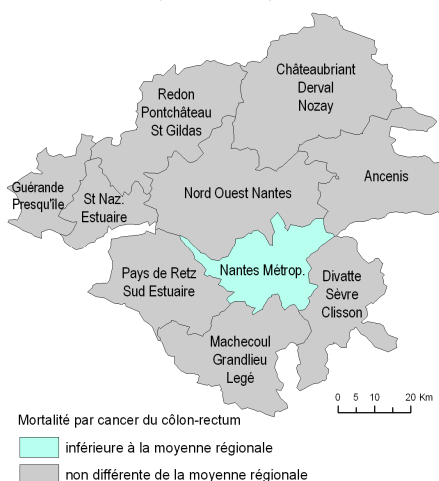 Châteaubriant
Derval
Nozay
Redon
Pontchâteau
St Gildas
Ancenis
Guérande
Presqu'île
St Naz.
Estuaire
Nord Ouest Nantes
Nantes Métrop.
Pays de Retz
Sud Estuaire
Divatte
Sèvre
Clisson
Machecoul
Grandlieu
Legé
0 5 10 20 Km
Mortalité par cancer du côlon-rectum
inférieure à la moyenne régionale
non différente de la moyenne régionale